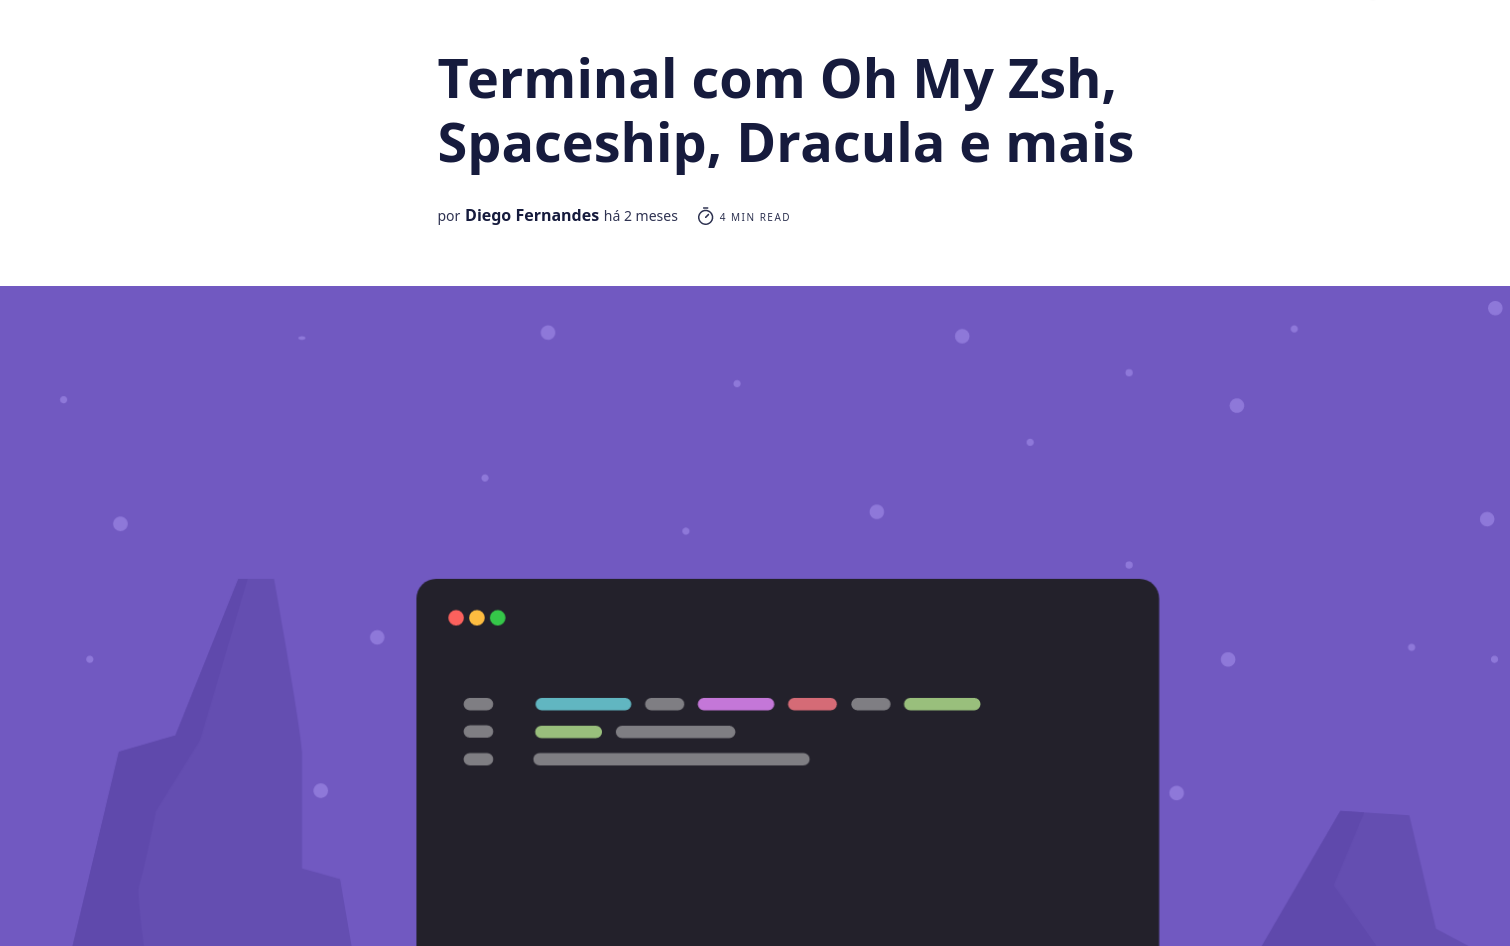 Terminal com Oh My Zsh,
Spaceship, Dracula e mais
por Diego Fernandes há 2 meses 4 MIN READ